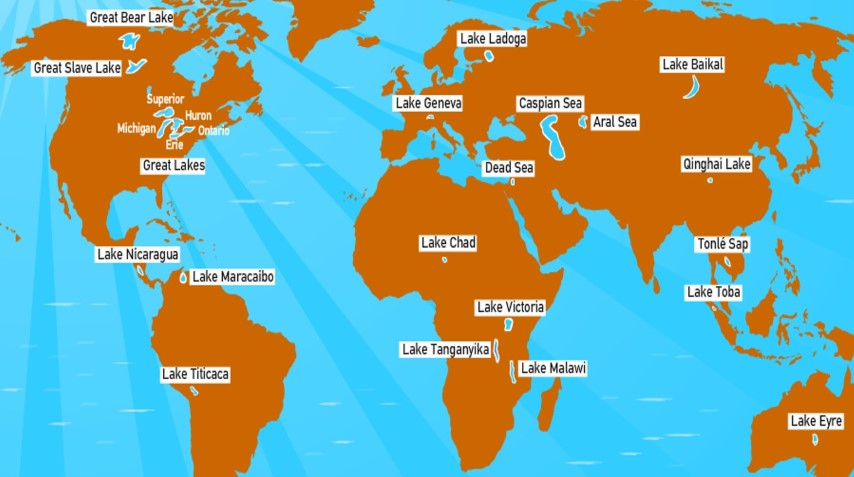 Great Bear Lake
Lake Ladoga
Great Slave Lake
Lake Baikal
Superior
Lake Geneva
Caspian Sea
Huron
Aral Sea
Michigan
Ontario
Erie
Great Lakes
Dead Sea
Qinghai Lake
Lake Chad
Tonlé Sap
Lake Nicaragua
Lake Maracaibo
Lake Toba
Lake Victoria
Lake Tanganyika
Lake Malawi
Lake Titicaca
Lake Eyre